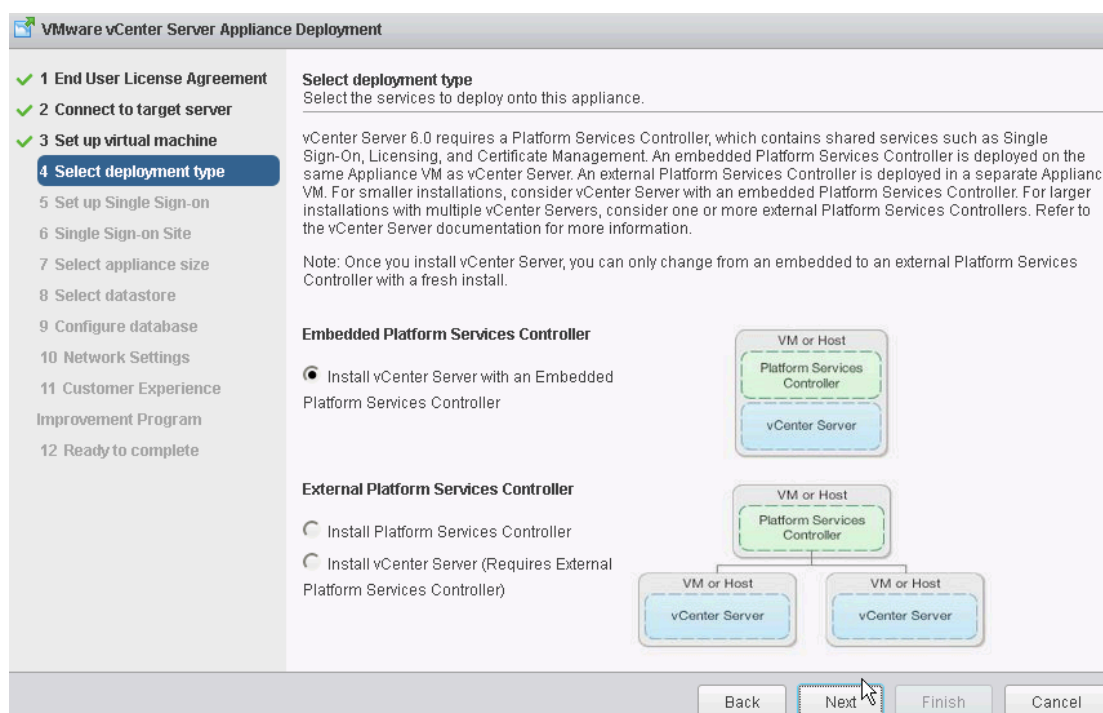 VMware vCenter Server Appliance Deployment
1 End User License Agreement
2 Connect to target server
3 Set up virtual machine
4 Select deployment type
5 Set up Single Sign-on
6 Single Sign-on Site
7 Select appliance size
8 Select datastore
9 Configure database
10 Network Settings
11 Customer Experience
Improvement Program
12 Ready to complete
Select deployment type
Select the services to deploy onto this appliance.
vCenter Server 6.0 requires a Platform Services Controller, which contains shared services such as Single
Sign-On, Licensing, and Certificate Management. An embedded Platform Services Controller is deployed on the
same Appliance VM as vCenter Server. An external Platform Services Controller is deployed in a separate Applianc
VM. For smaller installations, consider vCenter Server with an embedded Platform Services Controller. For larger
installations with multiple vCenter Servers, consider one or more external Platform Services Controllers. Refer to
the vCenter Server documentation for more information.
Note: Once you install vCenter Server, you can only change from an embedded to an external Platform Services
Controller with a fresh install.
Embedded Platform Services Controller
Install vCenter Server with an Embedded
Platform Services Controller
VM or Host
Platform Services
Controller
vCenter Server
External Platform Services Controller
Install Platform Services Controller
Install vCenter Server (Requires External
Platform Services Controller)
VM or Host
Platform Services
Controller
VM or Host
VM or Host
vCenter Server
vCenter Server
Back
Next
Finish
Cancel